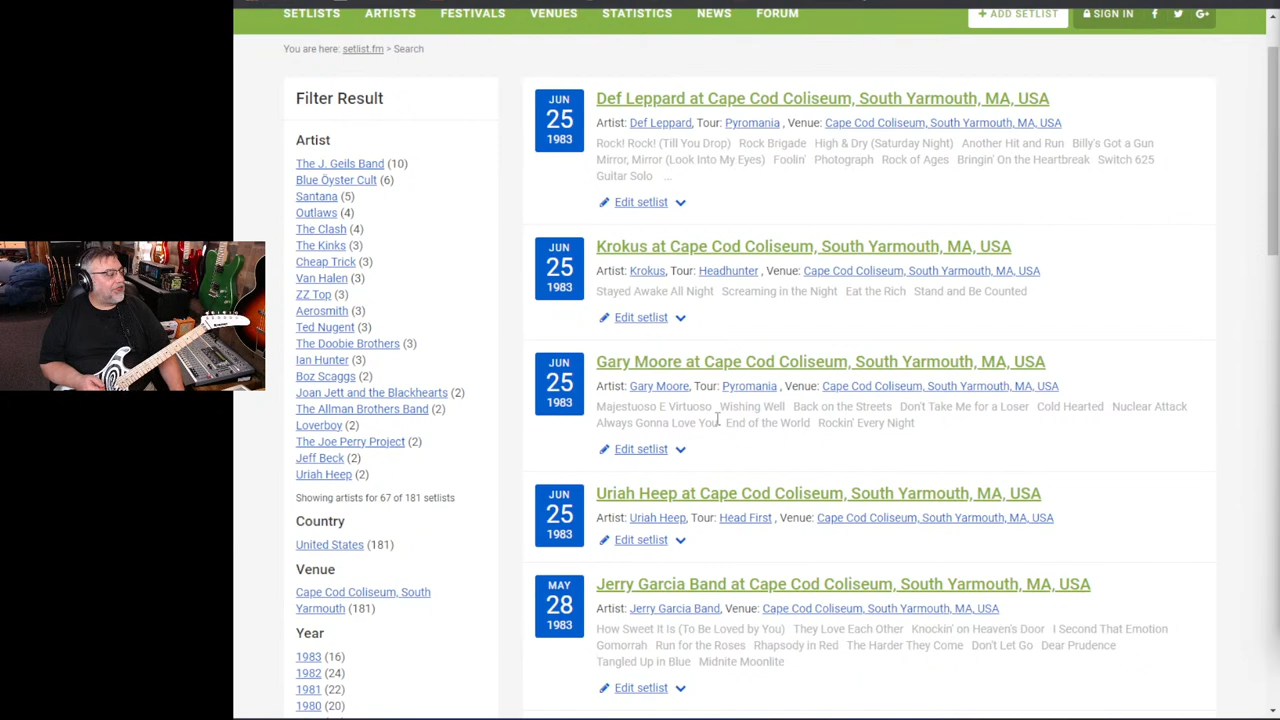 SETLISTS ARTISTS FESTIVALS VENUES STATISTICS NEWS FORUM + ADD SETLIST SIGN IN f G+
You are here: setlist.fm > Search
Filter Result
Artist
The J. Geils Band (10)
Blue Öyster Cult (6)
Santana (5)
Outlaws (4)
The Clash (4)
The Kinks (3)
Cheap Trick (3)
Van Halen (3)
ZZ Top (3)
Aerosmith (3)
Ted Nugent (3)
The Doobie Brothers (3)
Ian Hunter (3)
Boz Scaggs (2)
Joan Jett and the Blackhearts (2)
The Allman Brothers Band (2)
Loverboy (2)
The Joe Perry Project (2)
Jeff Beck (2)
Uriah Heep (2)
Showing artists for 67 of 181 setlists
Country
United States (181)
Venue
Cape Cod Coliseum, South
Yarmouth (181)
Year
1983 (16)
1982 (24)
1981 (22)
1980 (20)
JUN
25
1983
Def Leppard at Cape Cod Coliseum, South Yarmouth, MA, USA
Artist: Def Leppard, Tour: Pyromania , Venue: Cape Cod Coliseum, South Yarmouth, MA, USA
Rock! Rock! (Till You Drop) Rock Brigade High & Dry (Saturday Night) Another Hit and Run Billy's Got a Gun
Mirror, Mirror (Look Into My Eyes) Foolin' Photograph Rock of Ages Bringin' On the Heartbreak Switch 625
Guitar Solo ...
Edit setlist
JUN
25
1983
Krokus at Cape Cod Coliseum, South Yarmouth, MA, USA
Artist: Krokus, Tour: Headhunter , Venue: Cape Cod Coliseum, South Yarmouth, MA, USA
Stayed Awake All Night Screaming in the Night Eat the Rich Stand and Be Counted
Edit setlist
JUN
25
1983
Gary Moore at Cape Cod Coliseum, South Yarmouth, MA, USA
Artist: Gary Moore, Tour: Pyromania , Venue: Cape Cod Coliseum, South Yarmouth, MA, USA
Majestuoso E Virtuoso Wishing Well Back on the Streets Don't Take Me for a Loser Cold Hearted Nuclear Attack
Always Gonna Love You End of the World Rockin' Every Night
Edit setlist
JUN
25
1983
Uriah Heep at Cape Cod Coliseum, South Yarmouth, MA, USA
Artist: Uriah Heep, Tour: Head First , Venue: Cape Cod Coliseum, South Yarmouth, MA, USA
Edit setlist
MAY
28
1983
Jerry Garcia Band at Cape Cod Coliseum, South Yarmouth, MA, USA
Artist: Jerry Garcia Band, Venue: Cape Cod Coliseum, South Yarmouth, MA, USA
How Sweet It Is (To Be Loved by You) They Love Each Other Knockin' on Heaven's Door I Second That Emotion
Gomorrah Run for the Roses Rhapsody in Red The Harder They Come Don't Let Go Dear Prudence
Tangled Up in Blue Midnite Moonlite
Edit setlist